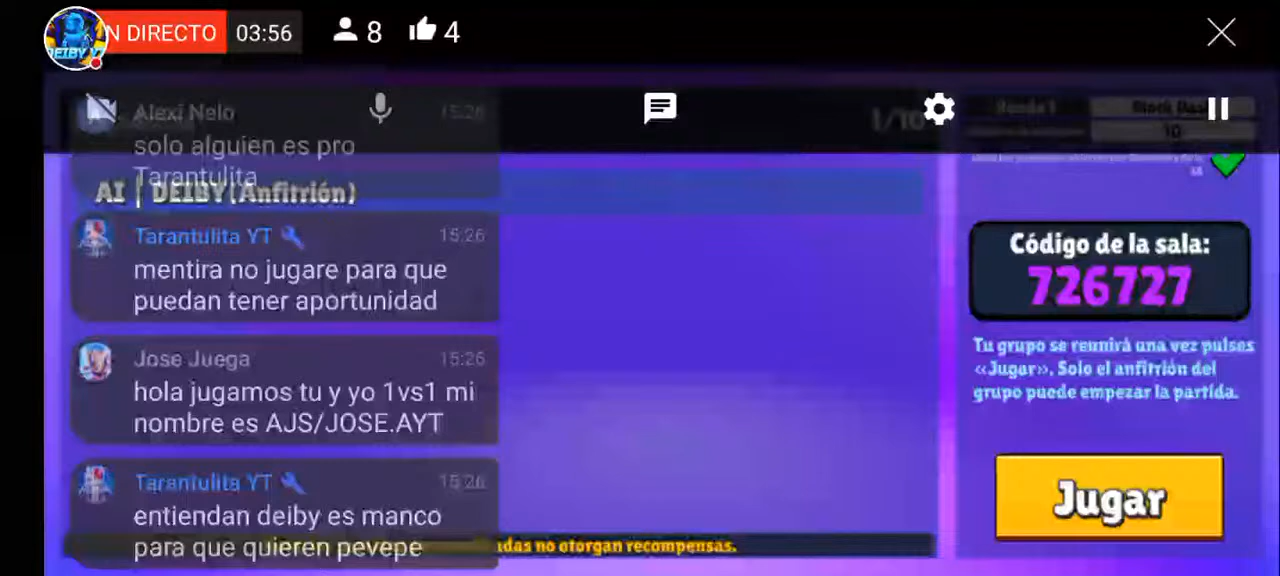 N DIRECTO 03:56 8 4
DEIBY YT
Alexi Nelo 15:26
solo alguien es pro
Tarantulita
1/10
10
AI | DEIBY(Anfitrión)
Tarantulita YT 15:26
mentira no jugare para que
puedan tener aportunidad
Jose Juega 15:26
hola jugamos tu y yo 1vs1 mi
nombre es AJS/JOSE.AYT
Tarantulita YT 15:26
entiendan deiby es manco
para que quieren pevepe
adas no otorgan recompensas.
Código de la sala:
726727
Tu grupo se reunirá una vez pulses
«Jugar». Solo el anfitrión del
grupo puede empezar la partida.
Jugar